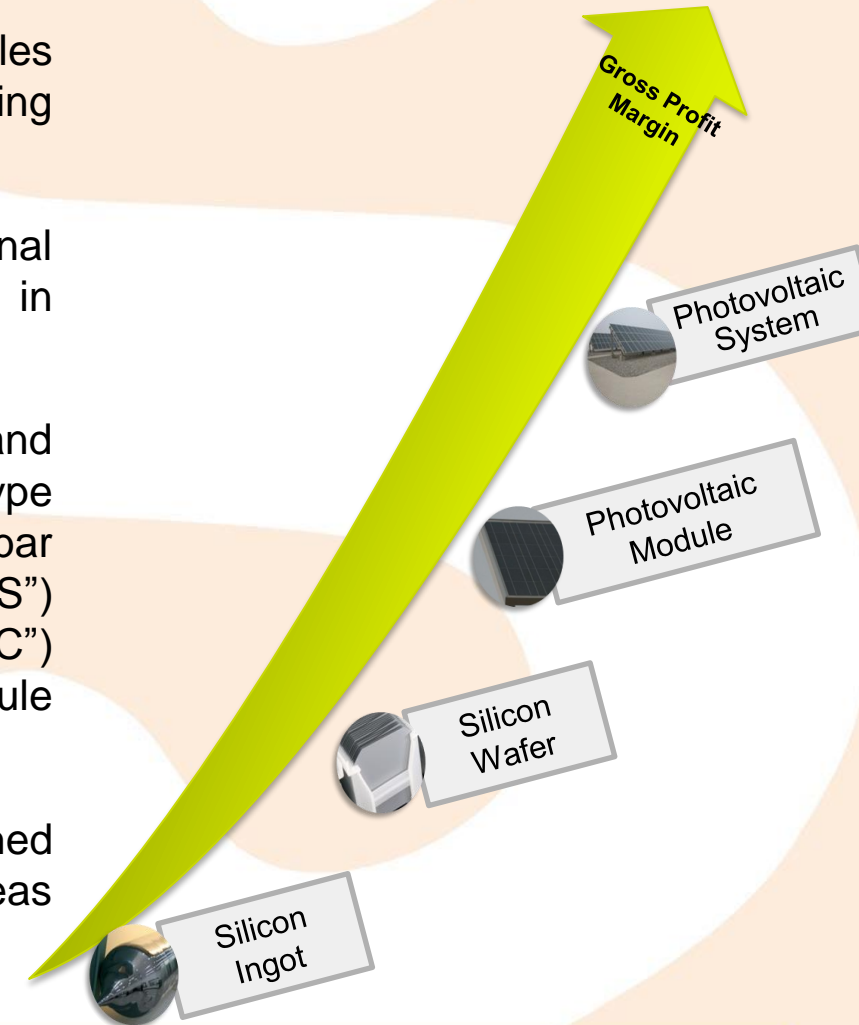 les
ing
nal
in
and
ype
bar
S”)
C”)
ule
ned
eas
Gross Profit
Margin
Photovoltaic
System
Photovoltaic
Module
Silicon
Wafer
Silicon
Ingot